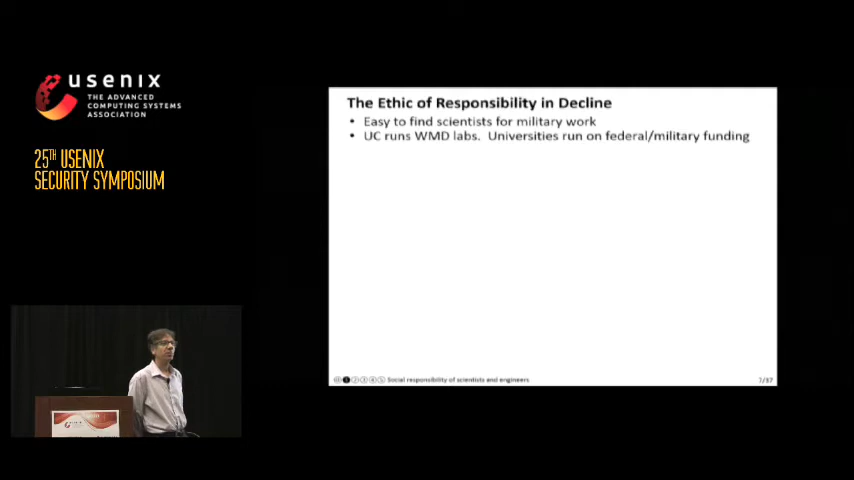 usenix
THE ADVANCED
COMPUTING SYSTEMS
ASSOCIATION
25TH USENIX
SECURITY SYMPOSIUM
The Ethic of Responsibility in Decline
• Easy to find scientists for military work
• UC runs WMD labs. Universities run on federal/military funding
Social responsibility of scientists and engineers
7/37
usenix